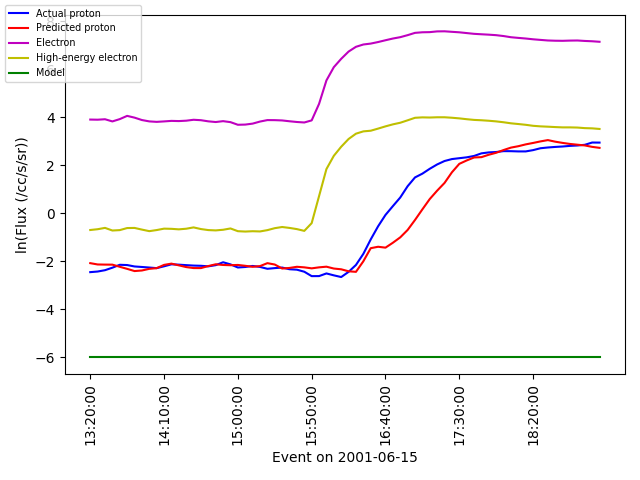 Actual proton
Predicted proton
Electron
High-energy electron
Model
8
6
4
2
0
−2
−4
−6
ln(Flux (/cc/s/sr))
13:20:00
14:10:00
15:00:00
15:50:00
16:40:00
17:30:00
18:20:00
Event on 2001-06-15